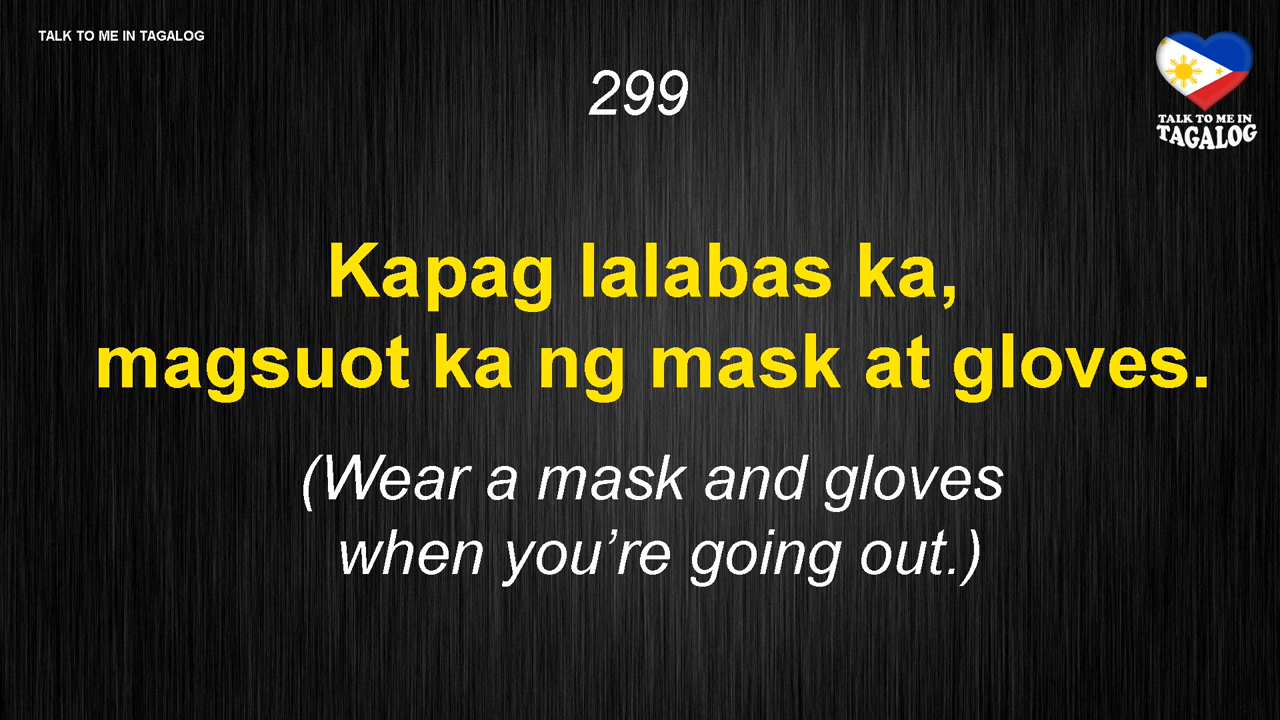 TALK TO ME IN TAGALOG
299
TALK TO ME IN
TAGALOG
Kapag lalabas ka,
magsuot ka ng mask at gloves.
(Wear a mask and gloves
when you’re going out.)